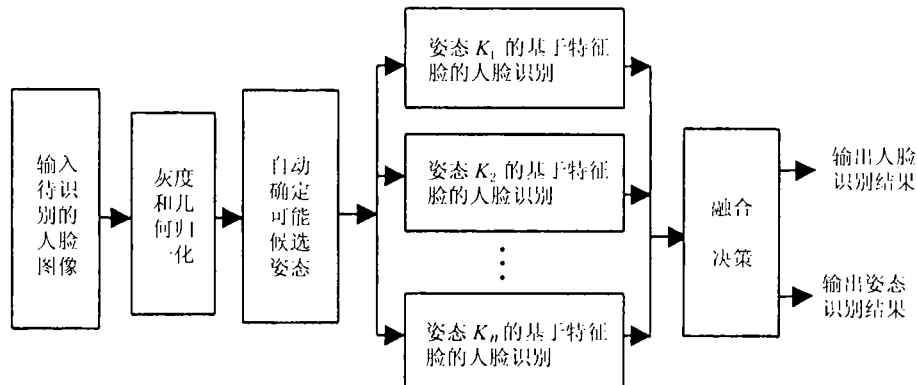 输入
待识
别的
人脸
图像
灰度
和几
何归
一化
自动
确定
可能
候选
姿态
姿态 K₁ 的基于特征
脸的人脸识别
姿态 K₂ 的基于特征
脸的人脸识别
姿态 Kₙ 的基于特征
脸的人脸识别
融合
决策
输出人脸
识别结果
输出姿态
识别结果